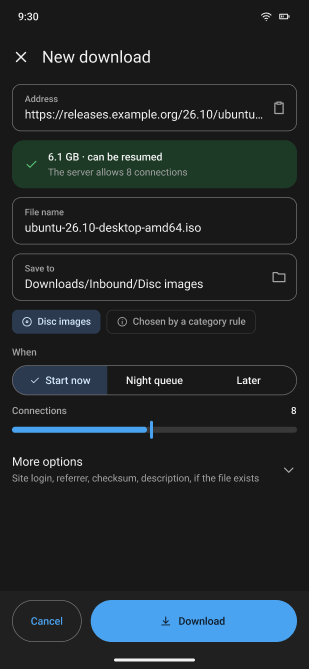 9:30
New download
Address
https://releases.example.org/26.10/ubuntu...
6.1 GB · can be resumed
The server allows 8 connections
File name
ubuntu-26.10-desktop-amd64.iso
Save to
Downloads/Inbound/Disc images
Disc images
Chosen by a category rule
When
Start now
Night queue
Later
Connections
8
More options
Site login, referrer, checksum, description, if the file exists
Cancel
Download